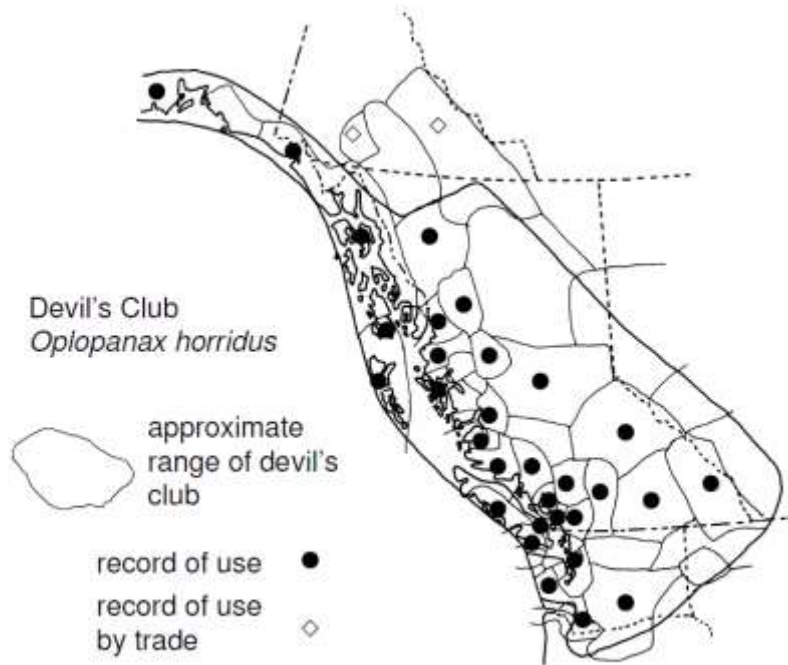 Devil's Club
Oplopanax horridus
approximate
range of devil's
club
record of use
record of use
by trade